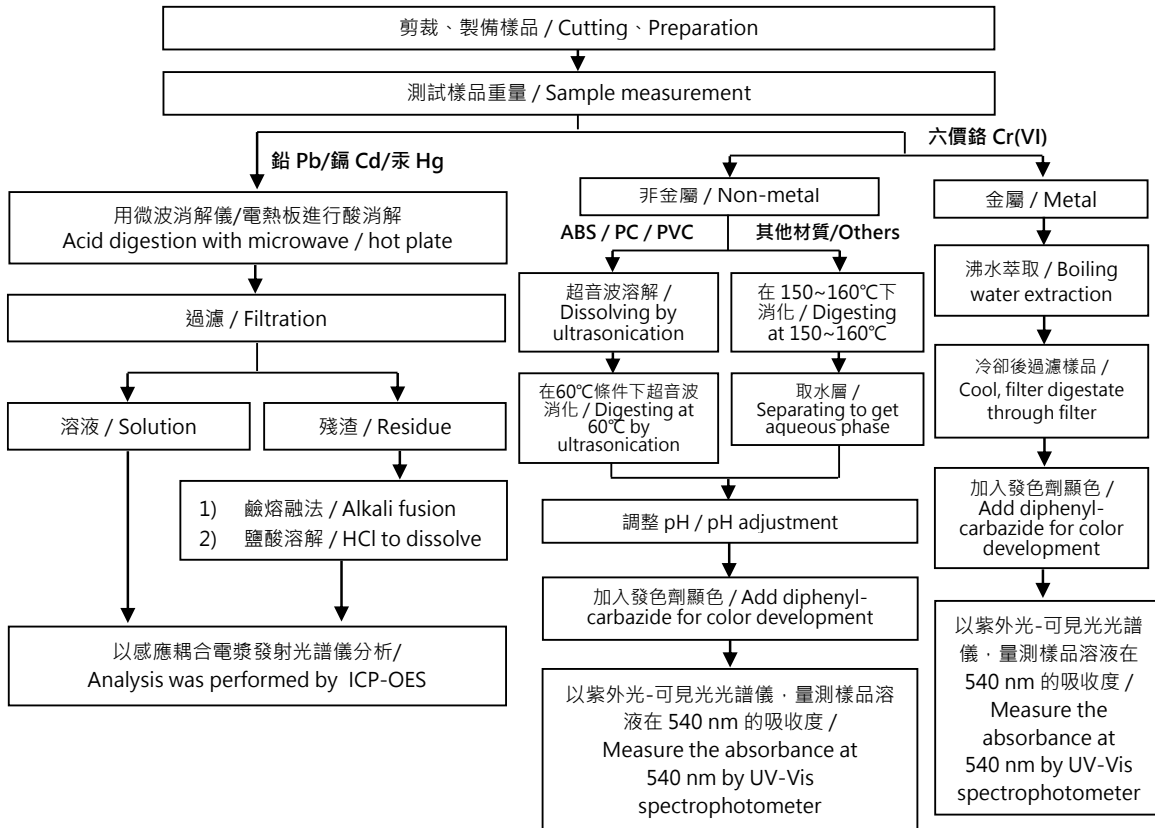 剪裁、製備樣品 / Cutting、Preparation
測試樣品重量 / Sample measurement
鉛 Pb/鎘 Cd/汞 Hg
六價鉻 Cr(VI)
用微波消解儀/電熱板進行酸消解
Acid digestion with microwave / hot plate
過濾 / Filtration
溶液 / Solution
殘渣 / Residue
1) 鹼熔融法 / Alkali fusion
2) 鹽酸溶解 / HCl to dissolve
以感應耦合電漿發射光譜儀分析/
Analysis was performed by ICP-OES
非金屬 / Non-metal
ABS / PC / PVC
其他材質/Others
超音波溶解 /
Dissolving by
ultrasonication
在60℃條件下超音波
消化 / Digesting at
60℃ by
ultrasonication
在 150~160℃下
消化 / Digesting
at 150~160℃
取水層 /
Separating to get
aqueous phase
調整 pH / pH adjustment
加入發色劑顯色 / Add diphenyl-
carbazide for color development
以紫外光-可見光光譜儀，量測樣品溶
液在 540 nm 的吸收度 /
Measure the absorbance at
540 nm by UV-Vis
spectrophotometer
金屬 / Metal
沸水萃取 / Boiling
water extraction
冷卻後過濾樣品 /
Cool, filter digestate
through filter
加入發色劑顯色 /
Add diphenyl-
carbazide for color
development
以紫外光-可見光光譜
儀，量測樣品溶液在
540 nm 的吸收度 /
Measure the
absorbance at
540 nm by UV-Vis
spectrophotometer